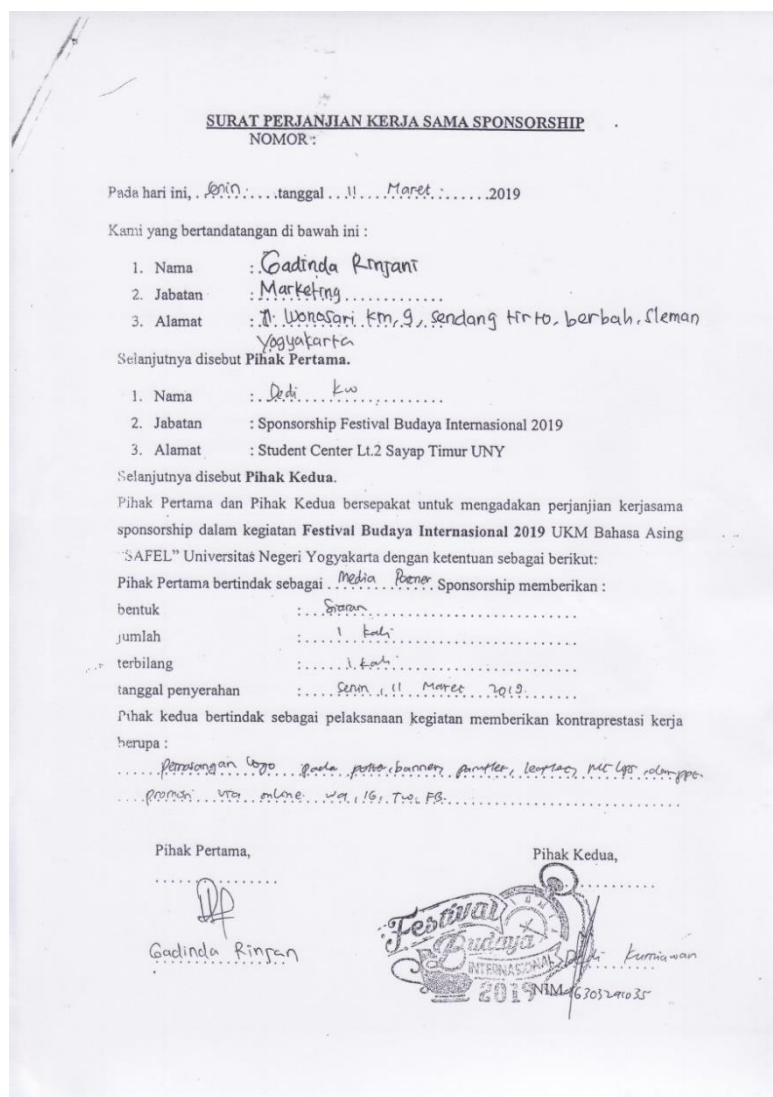 SURAT PERJANJIAN KERJA SAMA SPONSORSHIP
NOMOR :
Pada hari ini, . Senin : . . . . tanggal . . . 11 . . . . Maret . : . . . . . . 2019
Kami yang bertandatangan di bawah ini :
1. Nama : Gadinda Rinjani
2. Jabatan : Marketing . . . . . . . . . . . .
3. Alamat : Jl. Wonosari km, 9, sendang tirto, berbah, Sleman
Yogyakarta
Selanjutnya disebut Pihak Pertama.
1. Nama : . . Dedi . . . . kw . . . . . . . . . .
2. Jabatan : Sponsorship Festival Budaya Internasional 2019
3. Alamat : Student Center Lt.2 Sayap Timur UNY
Selanjutnya disebut Pihak Kedua.
Pihak Pertama dan Pihak Kedua bersepakat untuk mengadakan perjanjian kerjasama
sponsorship dalam kegiatan Festival Budaya Internasional 2019 UKM Bahasa Asing
"SAFEL" Universitas Negeri Yogyakarta dengan ketentuan sebagai berikut:
Pihak Pertama bertindak sebagai . Media . . . Sponsorship memberikan :
bentuk : . . . . Siaran . . . . . . . . . .
jumlah : . . . . . 1 . . kali . . . . . . . . . .
terbilang : . . . . . 1 kali . . . . . . . . . .
tanggal penyerahan : . . . . Senin , 11 Maret 2019 . . . . . .
Pihak kedua bertindak sebagai pelaksanaan kegiatan memberikan kontraprestasi kerja
berupa :
. . . . . . pemasangan logo pada banner, leaflet,
. . . . promosi via online wa, IG, Tw, FB. . . . . . . . . . .
Pihak Pertama, Pihak Kedua,
Festival
Budaya
INTERNASIONAL
2019
Gadinda Rinjan Dedi Kurniawan
NIM